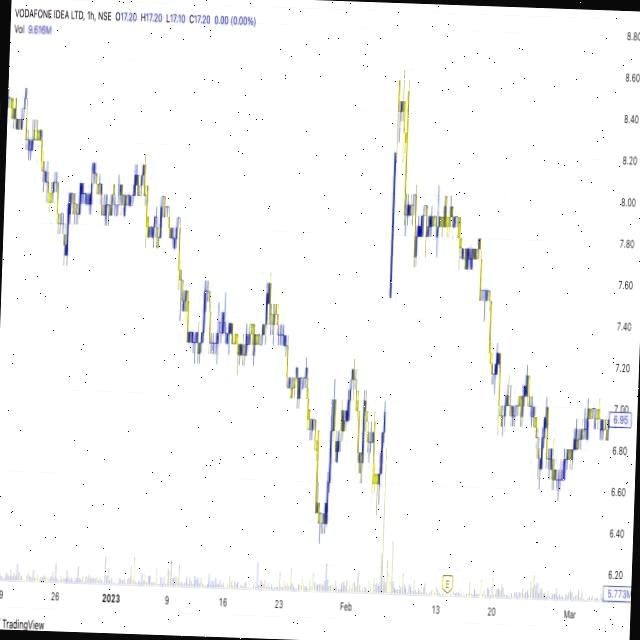 VODAFONE IDEA LTD, 1h, NSE O17.20 H17.20 L17.10 C17.20 0.00 (0.00%)
Vol 9.616M
8.80
8.60
8.40
8.20
8.00
7.80
7.60
7.40
7.20
7.00
6.95
6.80
6.60
6.40
6.20
5.773M
E
9 26 2023 9 16 23 Feb 13 20 Mar
TradingView